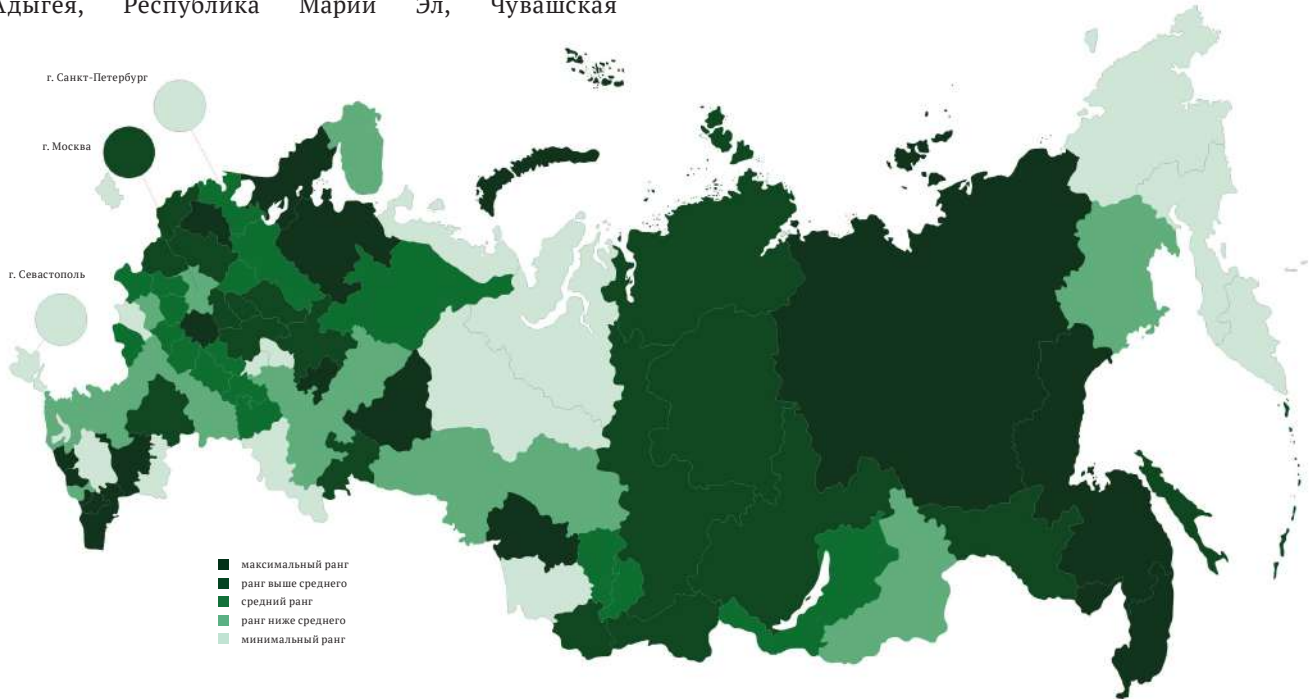 Адыгея, Республика Марий Эл, Чувашская
г. Санкт-Петербург
г. Москва
г. Севастополь
максимальный ранг
ранг выше среднего
средний ранг
ранг ниже среднего
минимальный ранг